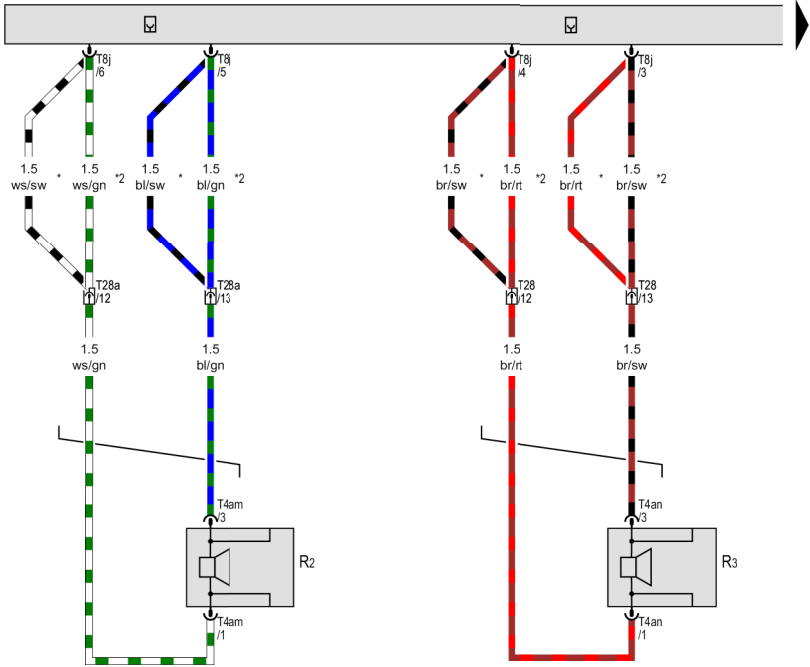 T8j
/6
T8j
/5
T8j
/4
T8j
/3
1.5
ws/sw
*
1.5
ws/gn
*2
1.5
bl/sw
*
1.5
bl/gn
*2
1.5
br/sw
*
1.5
br/rt
*2
1.5
br/rt
*
1.5
br/sw
*2
T28a
/12
T28a
/13
T28
/12
T28
/13
1.5
ws/gn
1.5
bl/gn
1.5
br/rt
1.5
br/sw
T4am
/3
T4an
/3
R2
R3
T4am
/1
T4an
/1